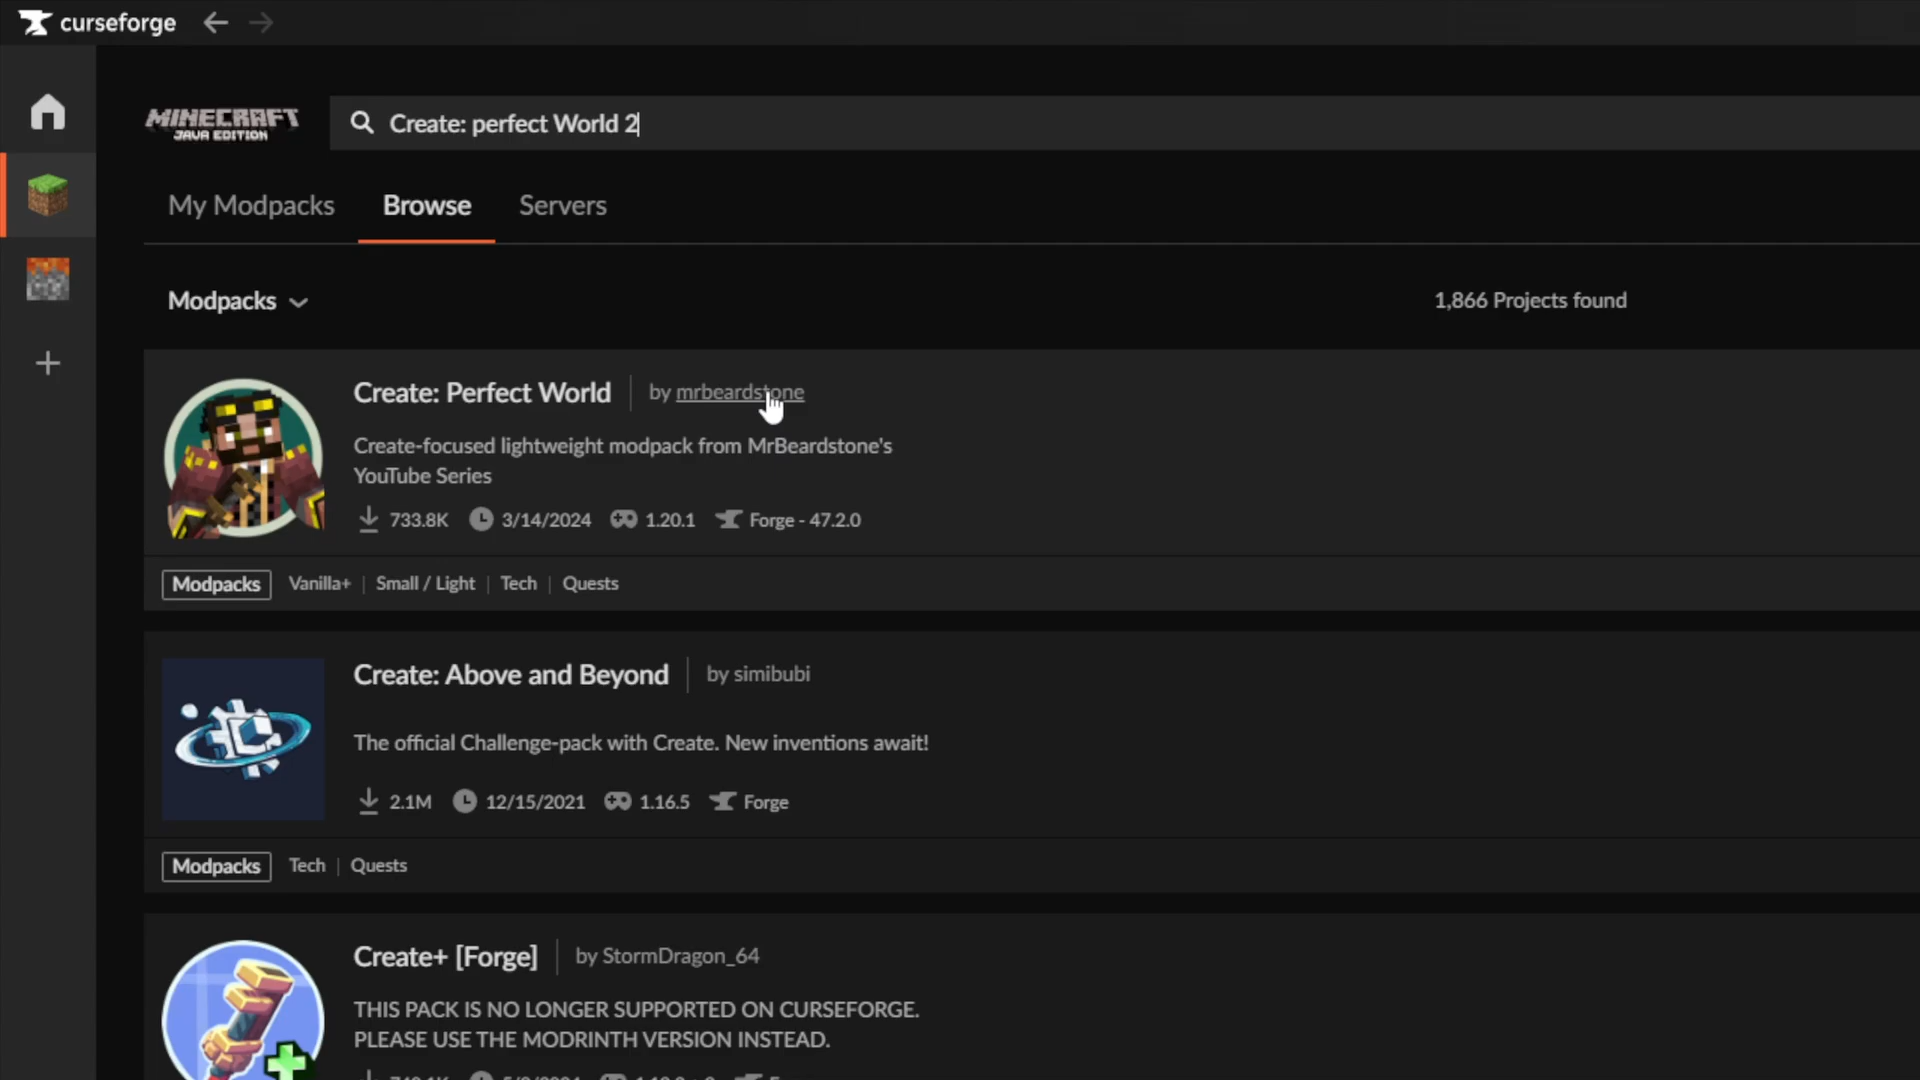 curseforge
MINECRAFT
JAVA EDITION
Create: perfect World 2
My Modpacks
Browse
Servers
Modpacks
1,866 Projects found
Create: Perfect World
by mrbeardstone
Create-focused lightweight modpack from MrBeardstone's
YouTube Series
733.8K
3/14/2024
1.20.1
Forge - 47.2.0
Modpacks
Vanilla+ | Small / Light | Tech | Quests
Create: Above and Beyond
by simibubi
The official Challenge-pack with Create. New inventions await!
2.1M
12/15/2021
1.16.5
Forge
Modpacks
Tech | Quests
Create+ [Forge]
by StormDragon_64
THIS PACK IS NO LONGER SUPPORTED ON CURSEFORGE.
PLEASE USE THE MODRINTH VERSION INSTEAD.